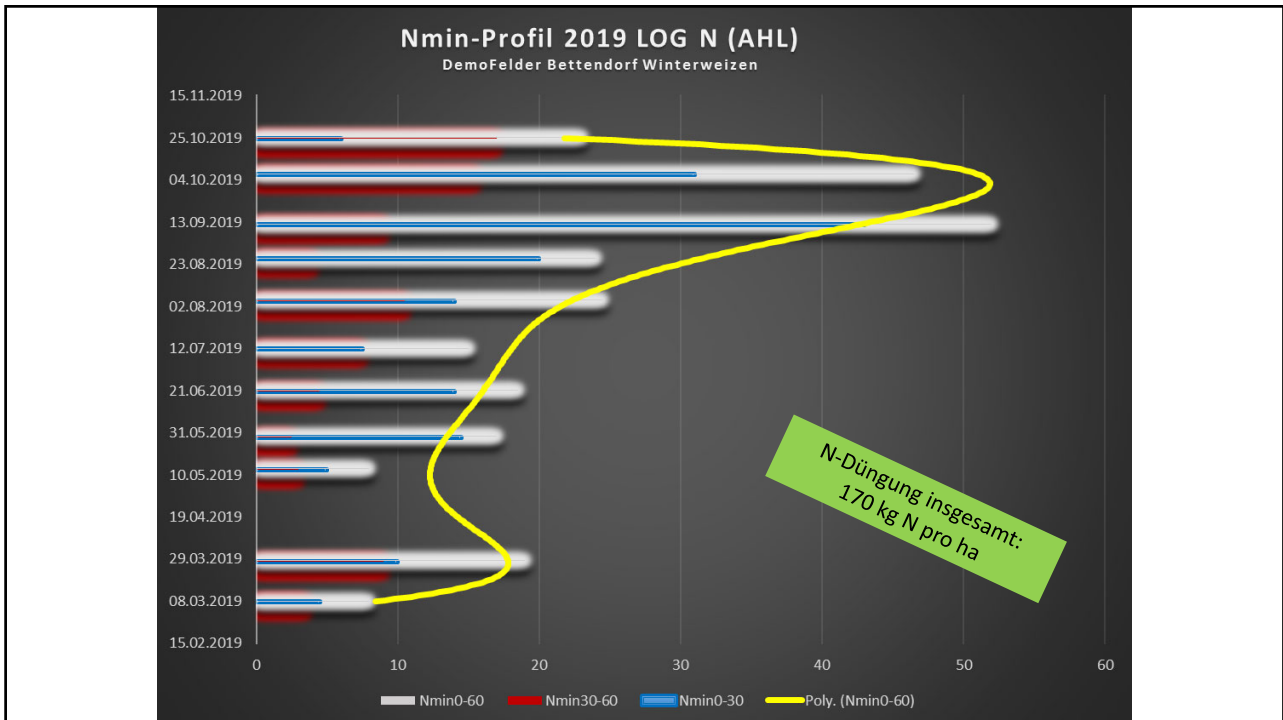 Nmin-Profil 2019 LOG N (AHL)
DemoFelder Bettendorf Winterweizen
15.11.2019
25.10.2019
04.10.2019
13.09.2019
23.08.2019
02.08.2019
12.07.2019
21.06.2019
31.05.2019
10.05.2019
19.04.2019
29.03.2019
08.03.2019
15.02.2019
0 10 20 30 40 50 60
N-Düngung insgesamt:
170 kg N pro ha
Nmin0-60 Nmin30-60 Nmin0-30 Poly. (Nmin0-60)